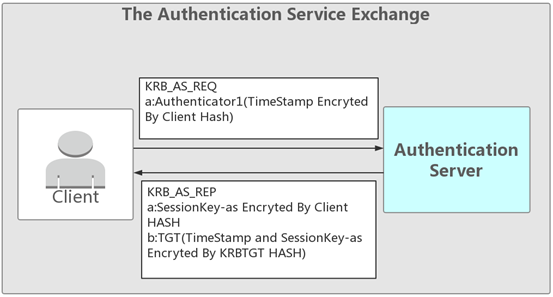 The Authentication Service Exchange
KRB_AS_REQ
a:Authenticator1(TimeStamp Encryted
By Client Hash)
Client
Authentication
Server
KRB_AS_REP
a:SessionKey-as Encryted By Client
HASH
b:TGT(TimeStamp and SessionKey-as
Encryted By KRBTGT HASH)